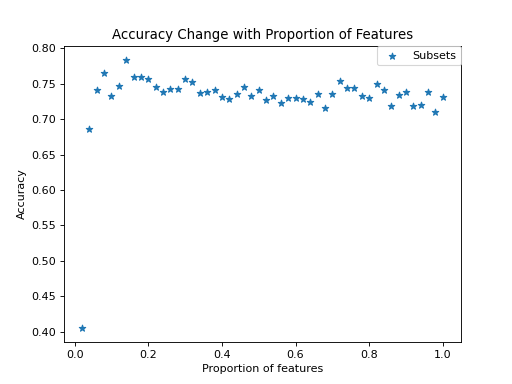 Accuracy Change with Proportion of Features
Subsets
0.80
0.75
0.70
0.65
0.60
0.55
0.50
0.45
0.40
Accuracy
0.0 0.2 0.4 0.6 0.8 1.0
Proportion of features